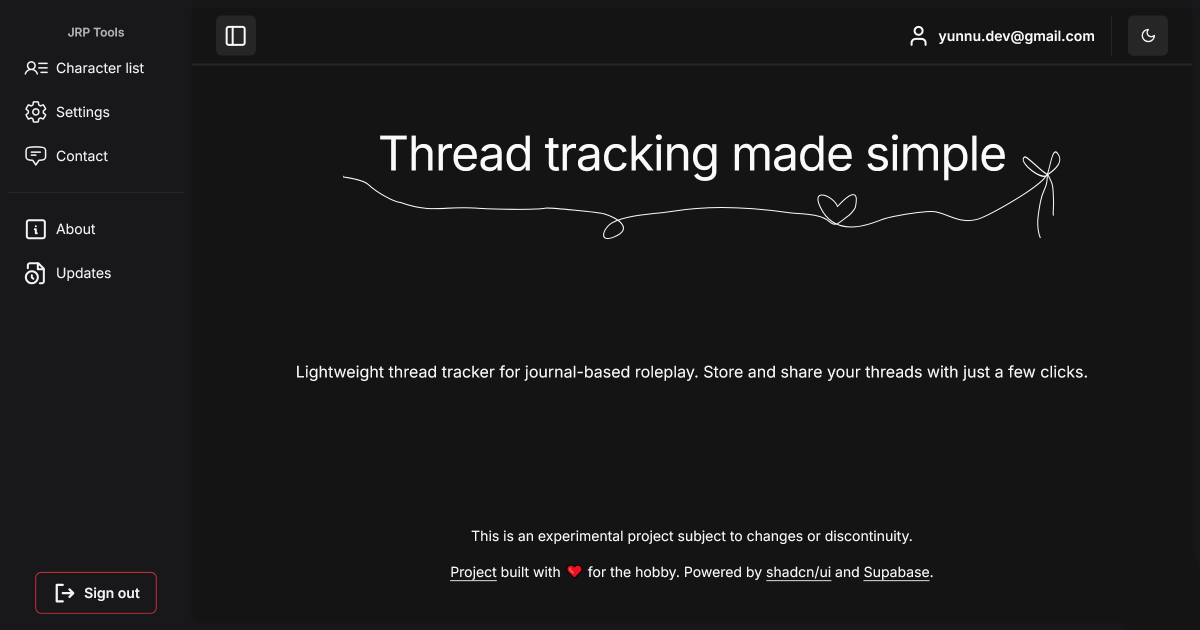 JRP Tools
Character list
Settings
Contact
About
Updates
Sign out
yunnu.dev@gmail.com
Thread tracking made simple
Lightweight thread tracker for journal-based roleplay. Store and share your threads with just a few clicks.
This is an experimental project subject to changes or discontinuity.
Project built with ❤️ for the hobby. Powered by shadcn/ui and Supabase.